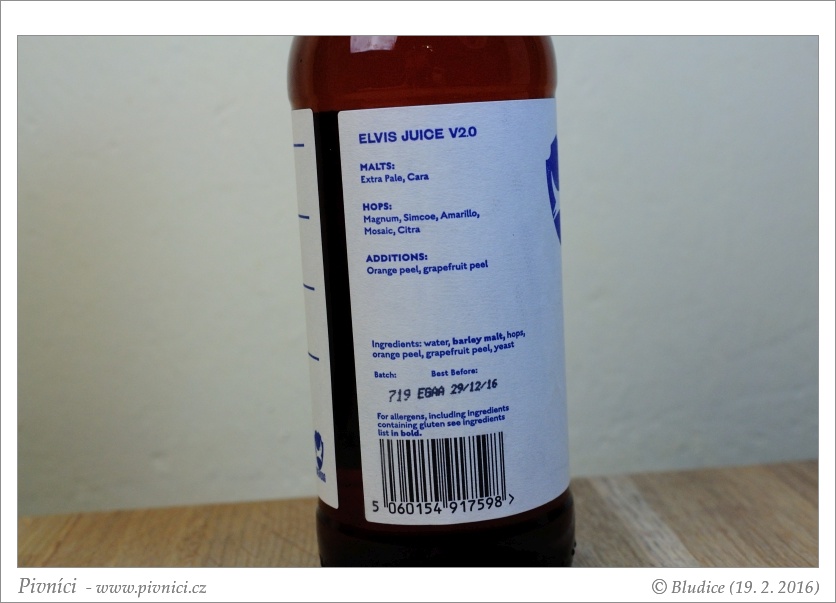 ELVIS JUICE V2.0
MALTS:
Extra Pale, Cara
HOPS:
Magnum, Simcoe, Amarillo,
Mosaic, Citra
ADDITIONS:
Orange peel, grapefruit peel
Ingredients: water, barley malt, hops,
orange peel, grapefruit peel, yeast
Batch: Best Before:
719 EGAA 29/12/16
For allergens, including ingredients
containing gluten see ingredients
list in bold.
5 060154 917598 >
Pivníci - www.pivnici.cz
© Bludice (19. 2. 2016)